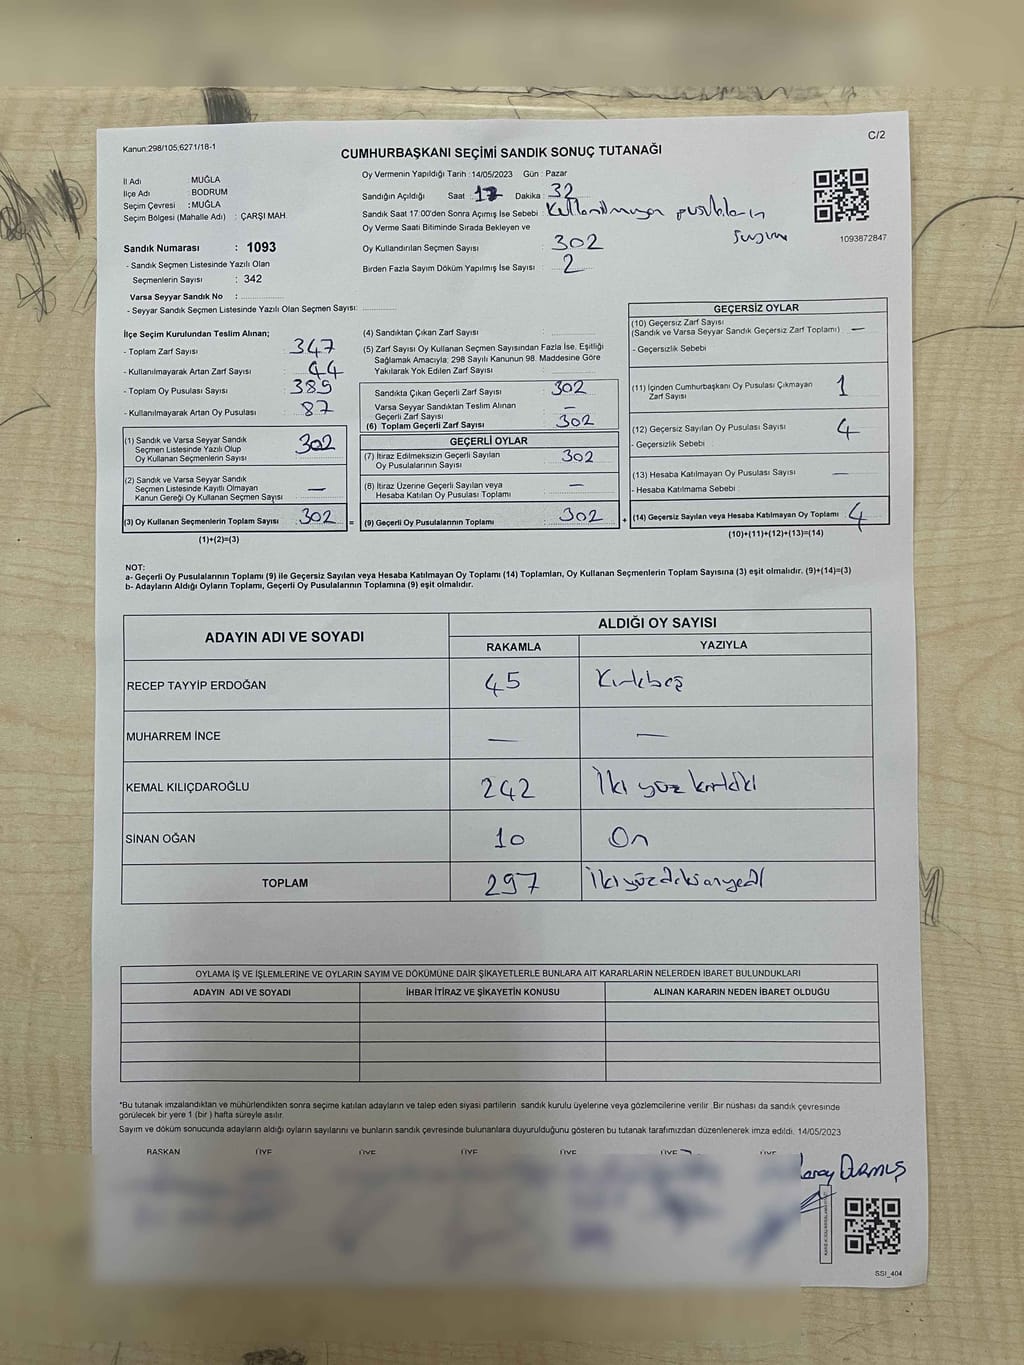 Kanun:298/105,6271/18-1
C/2
CUMHURBAŞKANI SEÇİMİ SANDIK SONUÇ TUTANAĞI
İl Adı : MUĞLA
İlçe Adı : BODRUM
Seçim Çevresi : MUĞLA
Seçim Bölgesi (Mahalle Adı) : ÇARŞI MAH.
Sandık Numarası : 1093
- Sandık Seçmen Listesinde Yazılı Olan
Seçmenlerin Sayısı : 342
Varsa Seyyar Sandık No :
- Seyyar Sandık Seçmen Listesinde Yazılı Olan Seçmen Sayısı:
Oy Vermenin Yapıldığı Tarih :14/05/2023 Gün : Pazar
Sandığın Açıldığı Saat : 17 Dakika : 32
Sandık Saat 17.00'den Sonra Açımış İse Sebebi : Kullanılmayan pusulaların
sayımı
Oy Verme Saati Bitiminde Sırada Bekleyen ve
Oy Kullandırılan Seçmen Sayısı : 302
Birden Fazla Sayım Döküm Yapılmış İse Sayısı : 2
1093872847
İlçe Seçim Kurulundan Teslim Alınan;
- Toplam Zarf Sayısı : 347
- Kullanılmayarak Artan Zarf Sayısı : 44
- Toplam Oy Pusulası Sayısı : 389
- Kullanılmayarak Artan Oy Pusulası : 87
(1) Sandık ve Varsa Seyyar Sandık
Seçmen Listesinde Yazılı Olup
Oy Kullanan Seçmenlerin Sayısı : 302
(2) Sandık ve Varsa Seyyar Sandık
Seçmen Listesinde Kayıtlı Olmayan
Kanun Gereği Oy Kullanan Seçmen Sayısı : —
(3) Oy Kullanan Seçmenlerin Toplam Sayısı : 302
(1)+(2)=(3)
=
(4) Sandıktan Çıkan Zarf Sayısı :
(5) Zarf Sayısı Oy Kullanan Seçmen Sayısından Fazla İse, Eşitliği
Sağlamak Amacıyla; 298 Sayılı Kanunun 98. Maddesine Göre
Yakılarak Yok Edilen Zarf Sayısı :
Sandıkta Çıkan Geçerli Zarf Sayısı : 302
Varsa Seyyar Sandıktan Teslim Alınan
Geçerli Zarf Sayısı : —
(6) Toplam Geçerli Zarf Sayısı : 302
GEÇERLİ OYLAR
(7) İtiraz Edilmeksizin Geçerli Sayılan
Oy Pusulalarının Sayısı : 302
(8) İtiraz Üzerine Geçerli Sayılan veya
Hesaba Katılan Oy Pusulası Toplamı : —
(9) Geçerli Oy Pusulalarının Toplamı : 302
+
GEÇERSİZ OYLAR
(10) Geçersiz Zarf Sayısı
(Sandık ve Varsa Seyyar Sandık Geçersiz Zarf Toplamı) : —
- Geçersizlik Sebebi :
(11) İçinden Cumhurbaşkanı Oy Pusulası Çıkmayan
Zarf Sayısı : 1
(12) Geçersiz Sayılan Oy Pusulası Sayısı : 4
- Geçersizlik Sebebi :
(13) Hesaba Katılmayan Oy Pusulası Sayısı : —
- Hesaba Katılmama Sebebi :
(14) Geçersiz Sayılan veya Hesaba Katılmayan Oy Toplamı : 4
(10)+(11)+(12)+(13)=(14)
NOT:
a- Geçerli Oy Pusulalarının Toplamı (9) ile Geçersiz Sayılan veya Hesaba Katılmayan Oy Toplamı (14) Toplamları, Oy Kullanan Seçmenlerin Toplam Sayısına (3) eşit olmalıdır. (9)+(14)=(3)
b- Adayların Aldığı Oyların Toplamı, Geçerli Oy Pusulalarının Toplamına (9) eşit olmalıdır.
ADAYIN ADI VE SOYADI
ALDIĞI OY SAYISI
RAKAMLA YAZIYLA
RECEP TAYYİP ERDOĞAN 45 Kırkbeş
MUHARREM İNCE — —
KEMAL KILIÇDAROĞLU 242 İki yüz kırkiki
SİNAN OĞAN 10 On
TOPLAM 297 İki yüz doksanyedi
OYLAMA İŞ VE İŞLEMLERİNE VE OYLARIN SAYIM VE DÖKÜMÜNE DAİR ŞİKAYETLERLE BUNLARA AİT KARARLARIN NELERDEN İBARET BULUNDUKLARI
ADAYIN ADI VE SOYADI İHBAR İTİRAZ VE ŞİKAYETİN KONUSU ALINAN KARARIN NEDEN İBARET OLDUĞU
*Bu tutanak imzalandıktan ve mühürlendikten sonra seçime katılan adayların ve talep eden siyasi partilerin sandık kurulu üyelerine veya gözlemcilerine verilir. Bir nüshası da sandık çevresinde
görülecek bir yere 1 (bir ) hafta süreyle asılır.
Sayım ve döküm sonucunda adayların aldığı oyların sayılarını ve bunların sandık çevresinde bulunanlara duyurulduğunu gösteren bu tutanak tarafımızdan düzenlenerek imza edildi. 14/05/2023
BAŞKAN ÜYE ÜYE ÜYE ÜYE ÜYE ÜYE
DURMUŞ
SSI_404